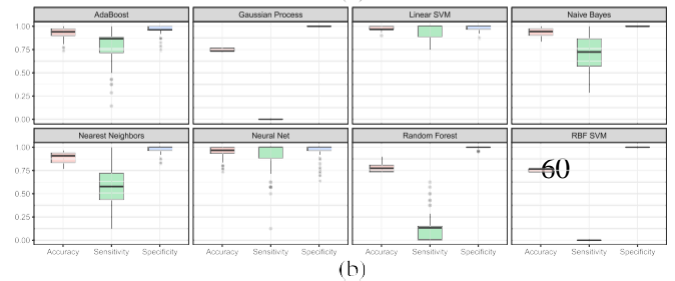 AdaBoost Gaussian Process Linear SVM Naive Bayes
1.00
0.75
0.50
0.25
0.00
Nearest Neighbors Neural Net Random Forest RBF SVM
1.00
0.75
0.50
0.25
0.00
60
Accuracy Sensitivity Specificity Accuracy Sensitivity Specificity Accuracy Sensitivity Specificity Accuracy Sensitivity Specificity
(b)